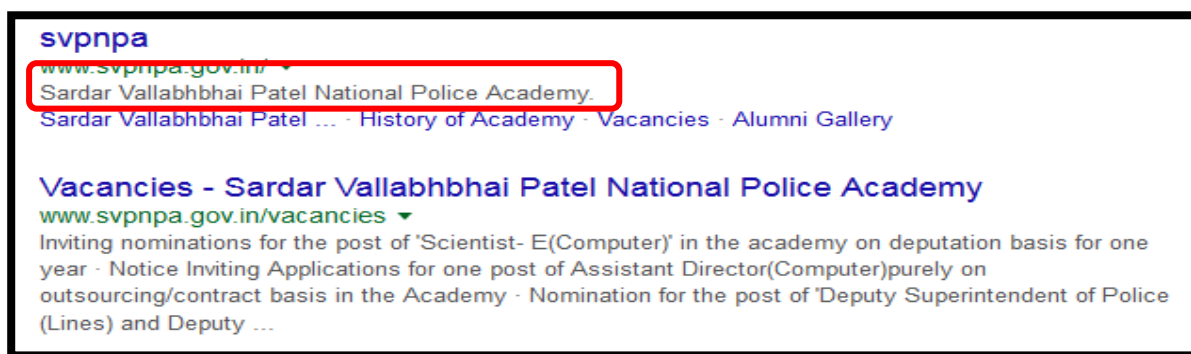 svpnpa
www.svpnpa.gov.in/
Sardar Vallabhbhai Patel National Police Academy.
Sardar Vallabhbhai Patel ... · History of Academy · Vacancies · Alumni Gallery
Vacancies - Sardar Vallabhbhai Patel National Police Academy
www.svpnpa.gov.in/vacancies
Inviting nominations for the post of 'Scientist- E(Computer)' in the academy on deputation basis for one
year · Notice Inviting Applications for one post of Assistant Director(Computer)purely on
outsourcing/contract basis in the Academy · Nomination for the post of 'Deputy Superintendent of Police
(Lines) and Deputy ...